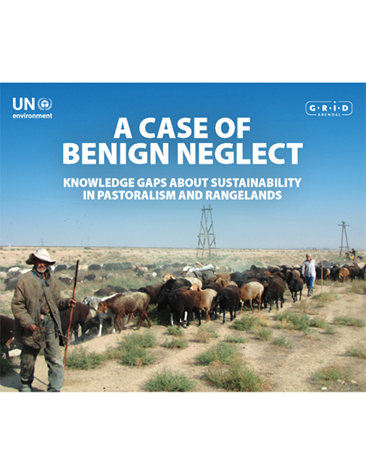 UN
environment
GRID
ARENDAL
A CASE OF
BENIGN NEGLECT
KNOWLEDGE GAPS ABOUT SUSTAINABILITY
IN PASTORALISM AND RANGELANDS